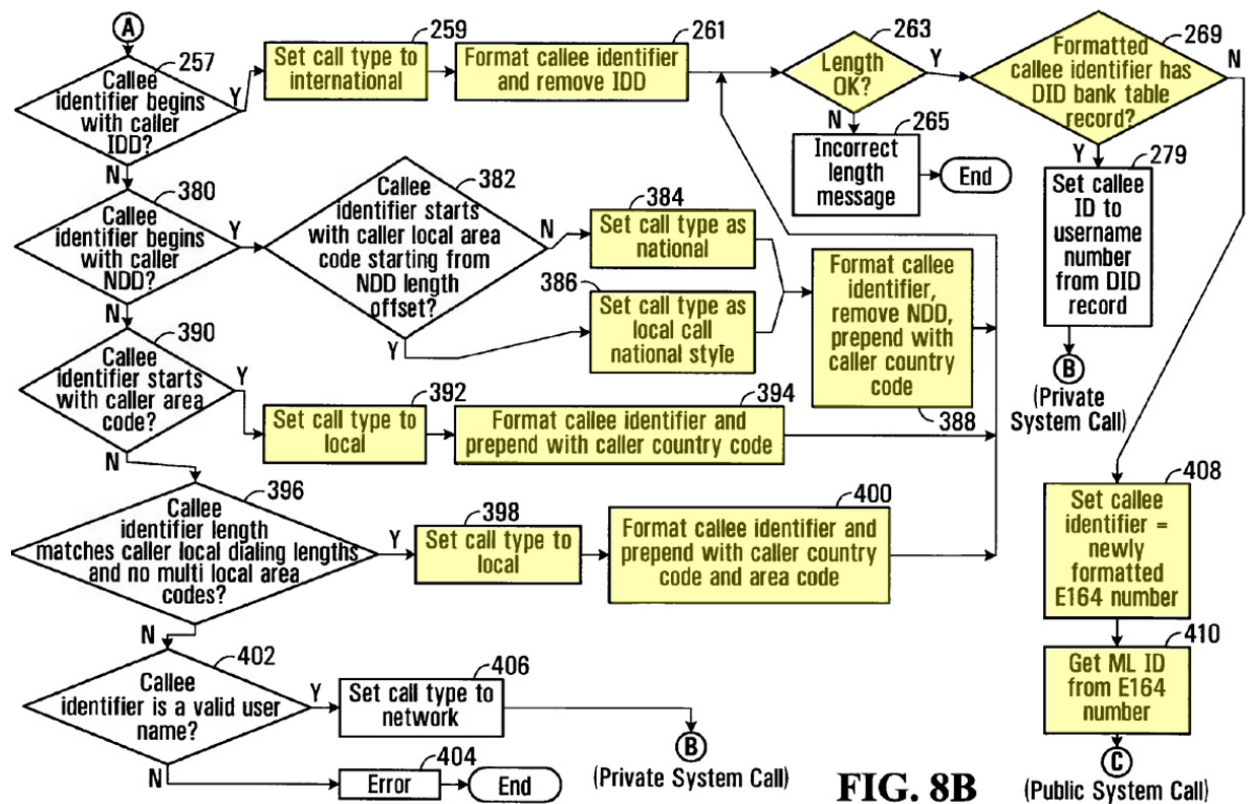 A
257
Callee
identifier begins
with caller
IDD?
Y
N
259
Set call type to
international
261
Format callee identifier
and remove IDD
263
Length
OK?
Y
N
265
Incorrect
length
message
End
269
Formatted
callee identifier has
DID bank table
record?
N
Y
279
Set callee
ID to
username
number
from DID
record
B
(Private
System Call)
380
Callee
identifier begins
with caller
NDD?
Y
N
382
Callee
identifier starts
with caller local area
code starting from
NDD length
offset?
N
Y
384
Set call type as
national
386
Set call type as
local call
national style
Format callee
identifier,
remove NDD,
prepend with
caller country
code
388
390
Callee
identifier starts
with caller area
code?
Y
N
392
Set call type to
local
394
Format callee identifier and
prepend with caller country code
396
Callee
identifier length
matches caller local dialing lengths
and no multi local area
codes?
Y
N
398
Set call type to
local
400
Format callee identifier and
prepend with caller country
code and area code
402
Callee
identifier is a valid user
name?
Y
N
406
Set call type to
network
B
(Private System Call)
404
Error
End
408
Set callee
identifier =
newly
formatted
E164 number
410
Get ML ID
from E164
number
C
(Public System Call)
FIG. 8B